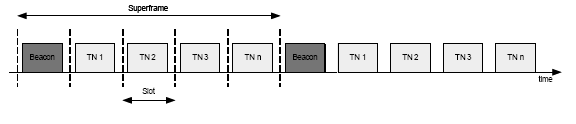 Superframe
Beacon TN 1 TN 2 TN 3 TN n Beacon TN 1 TN 2 TN 3 TN n
time
Slot